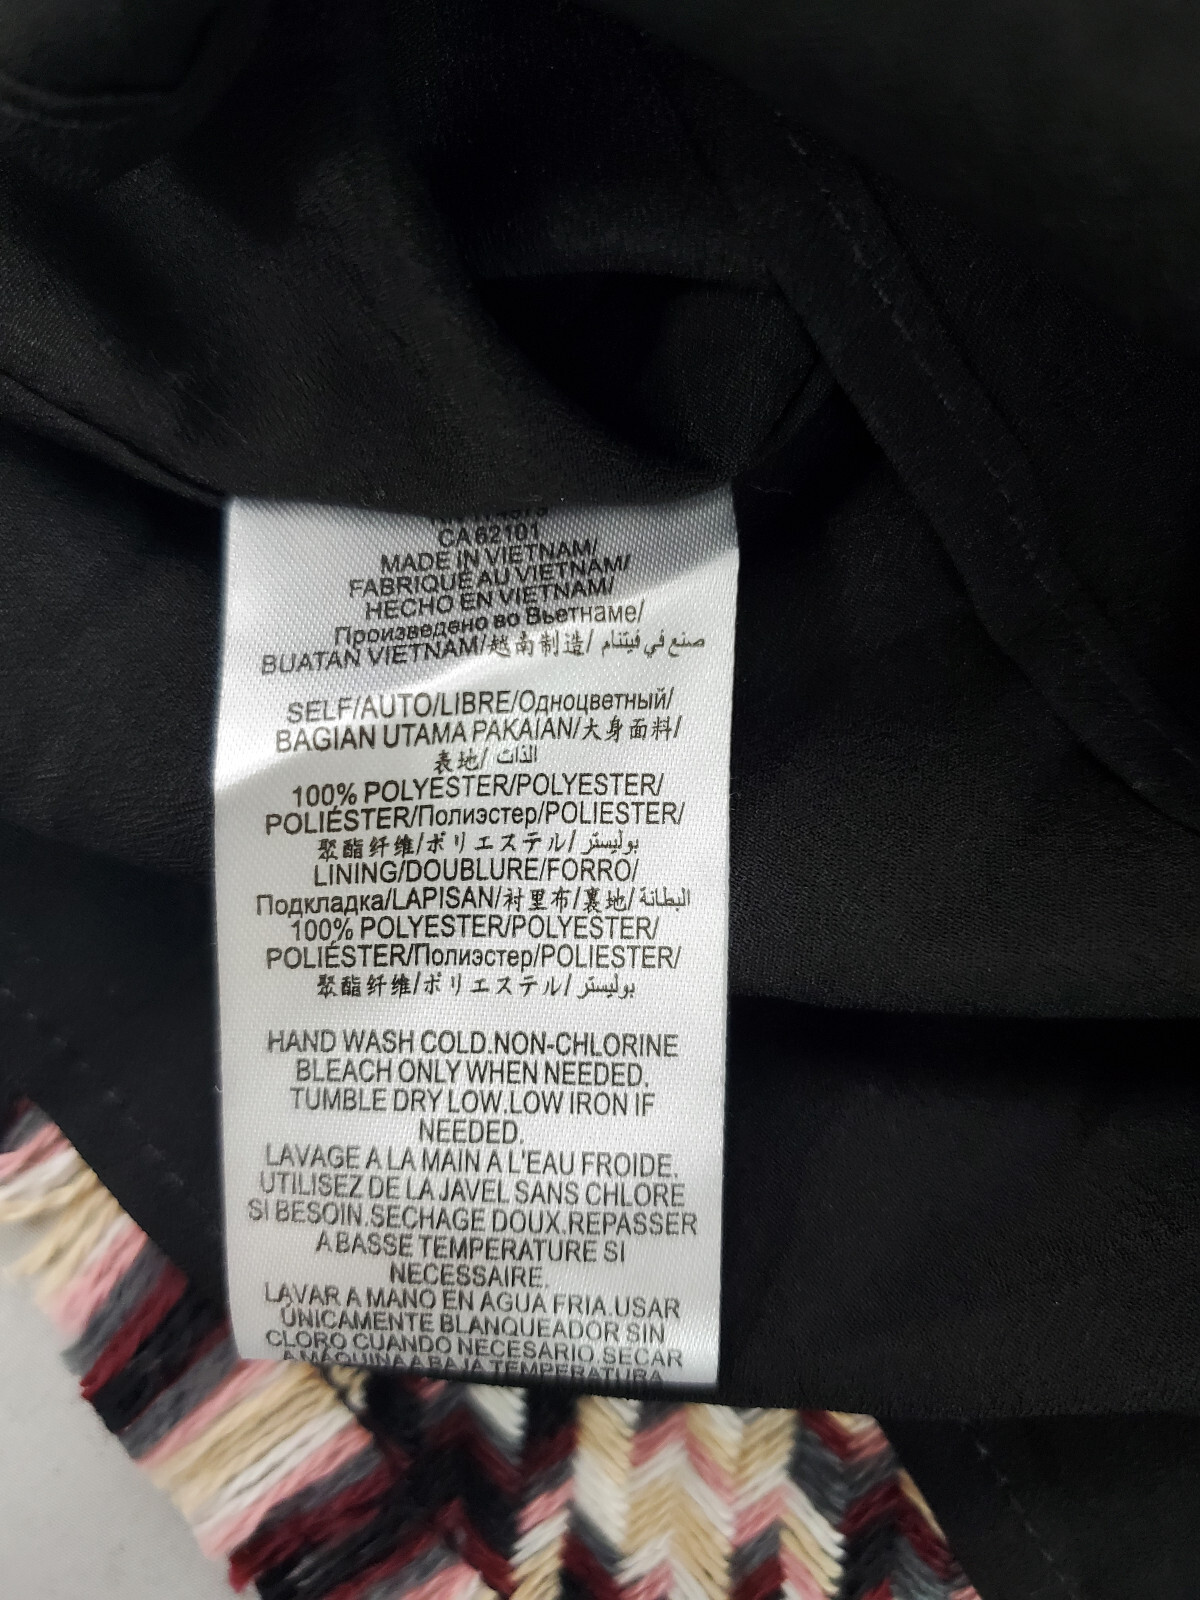 CA 62101
MADE IN VIETNAM/
FABRIQUE AU VIETNAM/
HECHO EN VIETNAM/
Произведено во Вьетнаме/
BUATAN VIETNAM/越南制造/ صنع في فيتنام
SELF/AUTO/LIBRE/Одноцветный/
BAGIAN UTAMA PAKAIAN/大身面料/
表地/ الذات
100% POLYESTER/POLYESTER/
POLIÉSTER/Полиэстер/POLIESTER/
聚酯纤维/ポリエステル/ بوليستر
LINING/DOUBLURE/FORRO/
Подкладка/LAPISAN/衬里布/裏地/ البطانة
100% POLYESTER/POLYESTER/
POLIÉSTER/Полиэстер/POLIESTER/
聚酯纤维/ポリエステル/ بوليستر
HAND WASH COLD.NON-CHLORINE
BLEACH ONLY WHEN NEEDED.
TUMBLE DRY LOW.LOW IRON IF
NEEDED.
LAVAGE A LA MAIN A L'EAU FROIDE.
UTILISEZ DE LA JAVEL SANS CHLORE
SI BESOIN.SECHAGE DOUX.REPASSER
A BASSE TEMPERATURE SI
NECESSAIRE.
LAVAR A MANO EN AGUA FRIA.USAR
ÚNICAMENTE BLANQUEADOR SIN
CLORO CUANDO NECESARIO.SECAR
A MÁQUINA A BAJA TEMPERATURA